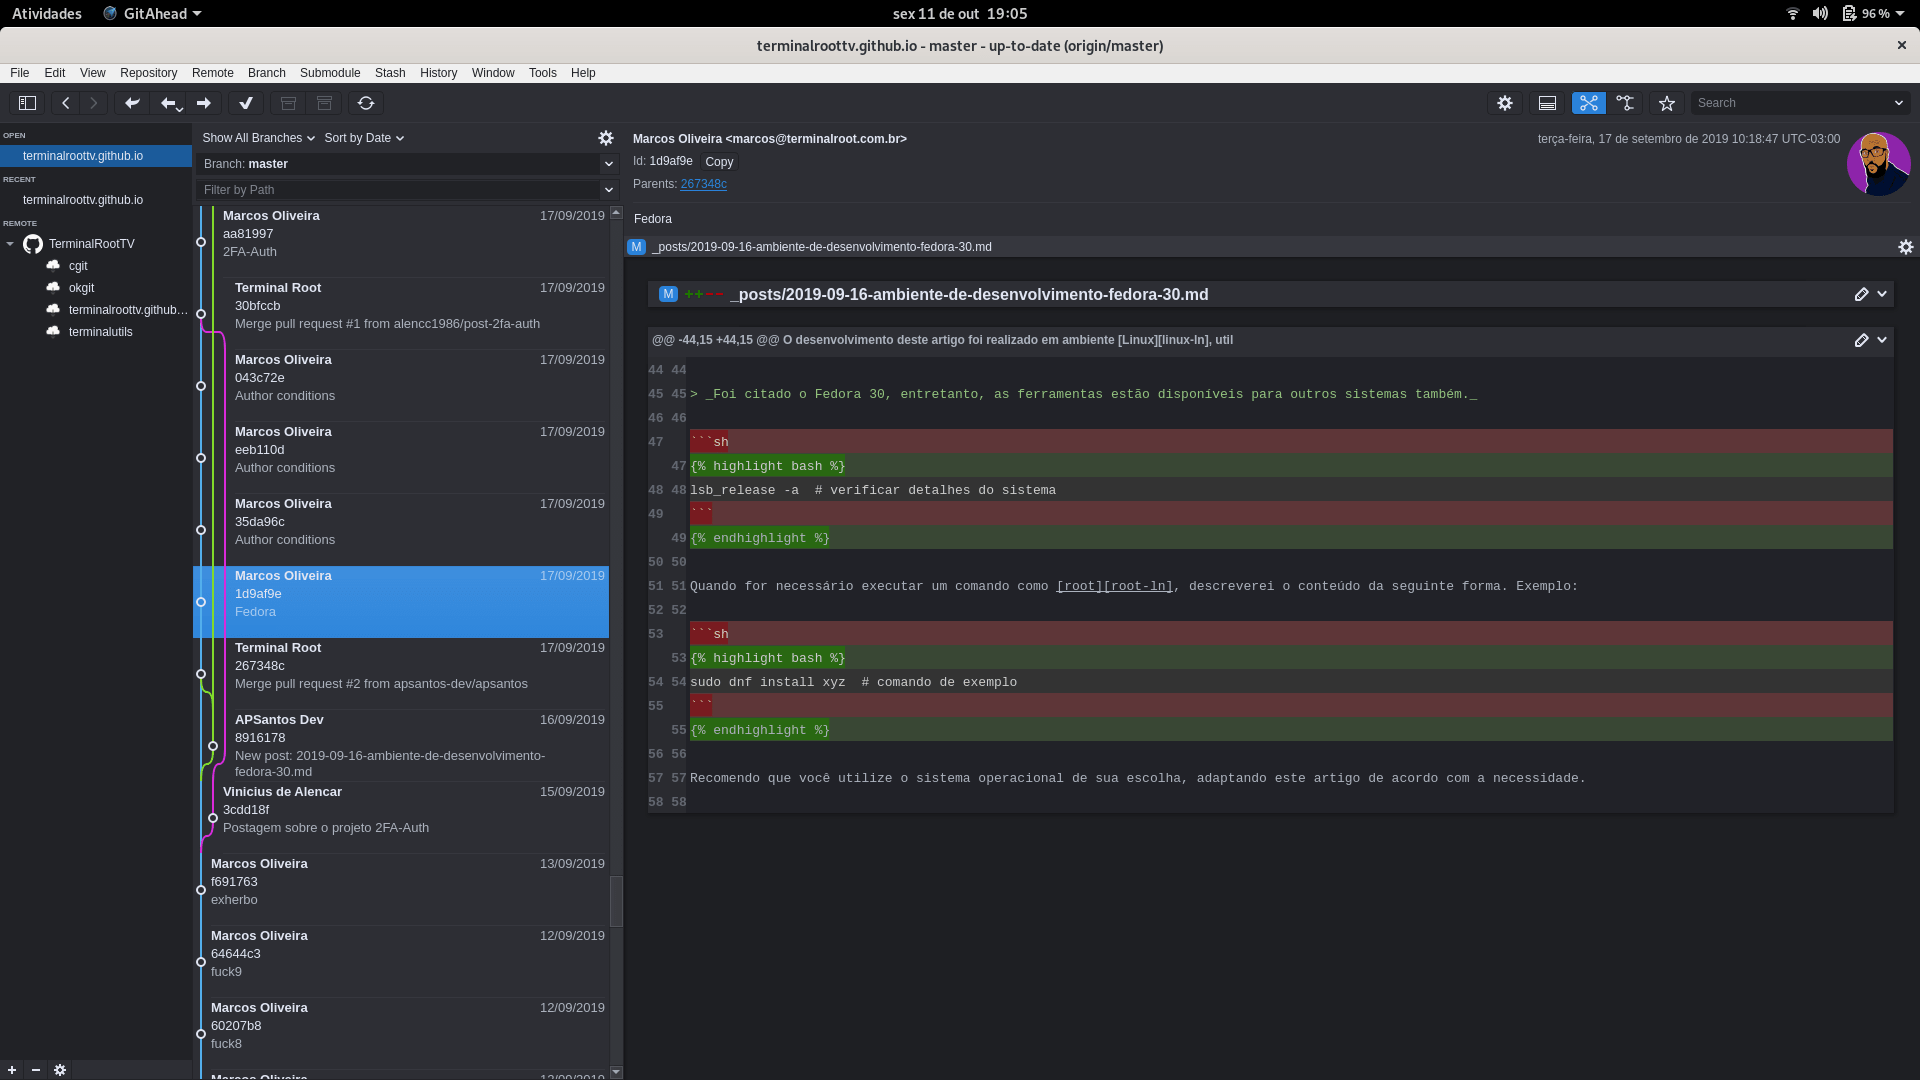 Atividades GitAhead sex 11 de out 19:05 96 %
terminalroottv.github.io - master - up-to-date (origin/master)
File Edit View Repository Remote Branch Submodule Stash History Window Tools Help
Search
OPEN
terminalroottv.github.io
RECENT
terminalroottv.github.io
REMOTE
TerminalRootTV
cgit
okgit
terminalroottv.github...
terminalutils
Show All Branches Sort by Date
Branch: master
Filter by Path
Marcos Oliveira 17/09/2019
aa81997
2FA-Auth
Terminal Root 17/09/2019
30bfccb
Merge pull request #1 from alencc1986/post-2fa-auth
Marcos Oliveira 17/09/2019
043c72e
Author conditions
Marcos Oliveira 17/09/2019
eeb110d
Author conditions
Marcos Oliveira 17/09/2019
35da96c
Author conditions
Marcos Oliveira 17/09/2019
1d9af9e
Fedora
Terminal Root 17/09/2019
267348c
Merge pull request #2 from apsantos-dev/apsantos
APSantos Dev 16/09/2019
8916178
New post: 2019-09-16-ambiente-de-desenvolvimento-
fedora-30.md
Vinicius de Alencar 15/09/2019
3cdd18f
Postagem sobre o projeto 2FA-Auth
Marcos Oliveira 13/09/2019
f691763
exherbo
Marcos Oliveira 12/09/2019
64644c3
fuck9
Marcos Oliveira 12/09/2019
60207b8
fuck8
Marcos Oliveira 12/09/2019
Marcos Oliveira <marcos@terminalroot.com.br> terça-feira, 17 de setembro de 2019 10:18:47 UTC-03:00
Id: 1d9af9e Copy
Parents: 267348c
Fedora
M _posts/2019-09-16-ambiente-de-desenvolvimento-fedora-30.md
M ++-- _posts/2019-09-16-ambiente-de-desenvolvimento-fedora-30.md
@@ -44,15 +44,15 @@ O desenvolvimento deste artigo foi realizado em ambiente [Linux][linux-ln], util
44 44
45 45 > _Foi citado o Fedora 30, entretanto, as ferramentas estão disponíveis para outros sistemas também._
46 46
47 ```sh
47 {% highlight bash %}
48 48 lsb_release -a  # verificar detalhes do sistema
49 ```
49 {% endhighlight %}
50 50
51 51 Quando for necessário executar um comando como [root][root-ln], descreverei o conteúdo da seguinte forma. Exemplo:
52 52
53 ```sh
53 {% highlight bash %}
54 54 sudo dnf install xyz  # comando de exemplo
55 ```
55 {% endhighlight %}
56 56
57 57 Recomendo que você utilize o sistema operacional de sua escolha, adaptando este artigo de acordo com a necessidade.
58 58